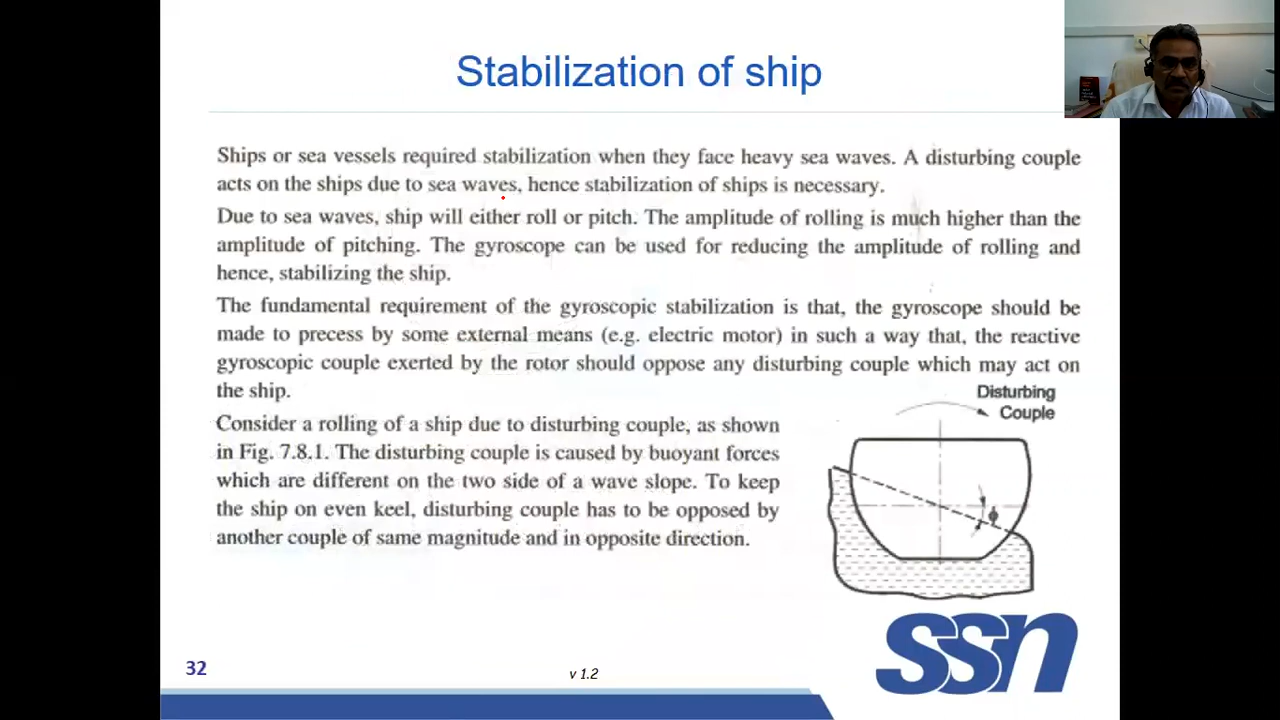 Stabilization of ship
Ships or sea vessels required stabilization when they face heavy sea waves. A disturbing couple
acts on the ships due to sea waves, hence stabilization of ships is necessary.
Due to sea waves, ship will either roll or pitch. The amplitude of rolling is much higher than the
amplitude of pitching. The gyroscope can be used for reducing the amplitude of rolling and
hence, stabilizing the ship.
The fundamental requirement of the gyroscopic stabilization is that, the gyroscope should be
made to precess by some external means (e.g. electric motor) in such a way that, the reactive
gyroscopic couple exerted by the rotor should oppose any disturbing couple which may act on
the ship.
Disturbing
Couple
Consider a rolling of a ship due to disturbing couple, as shown
in Fig. 7.8.1. The disturbing couple is caused by buoyant forces
which are different on the two side of a wave slope. To keep
the ship on even keel, disturbing couple has to be opposed by
another couple of same magnitude and in opposite direction.
ϕ
ssn
32
v 1.2